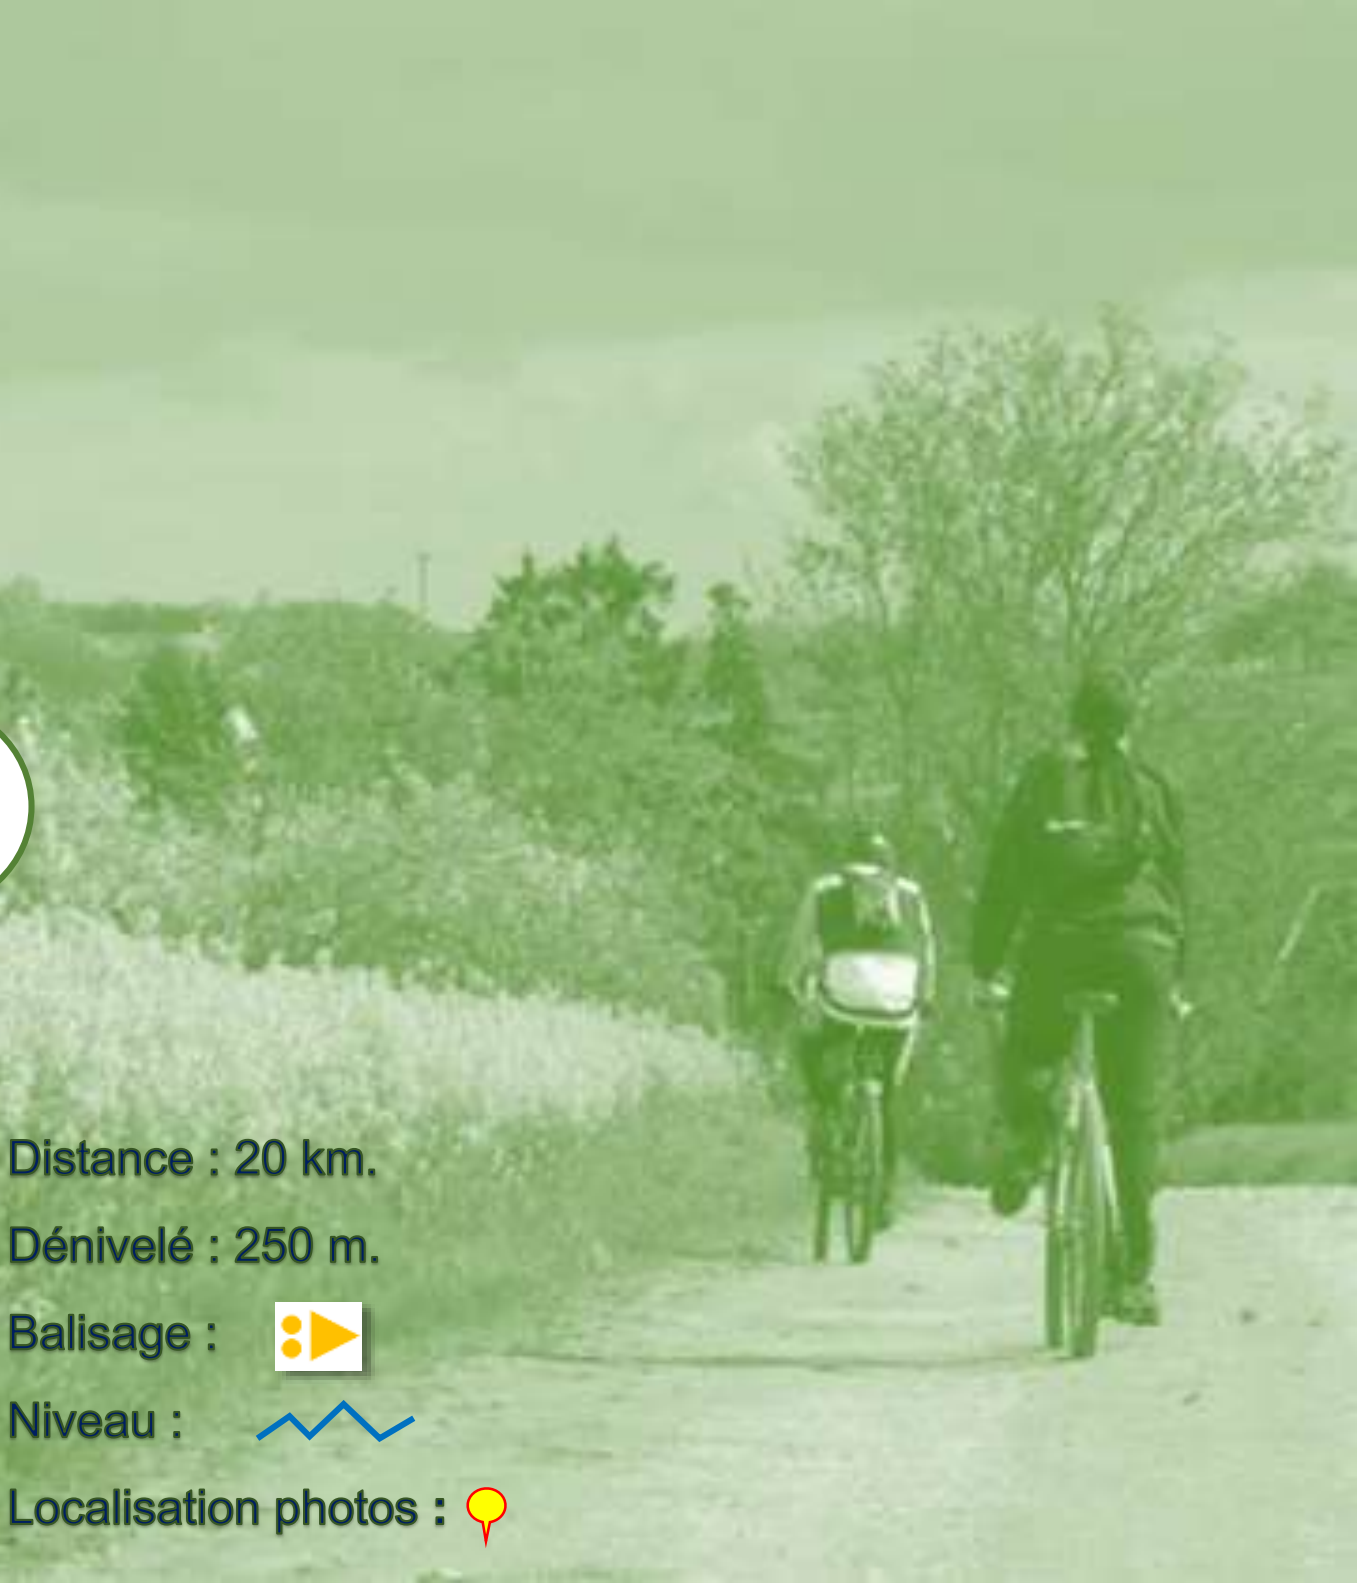 Distance : 20 km.
Dénivelé : 250 m.
Balisage :
Niveau :
Localisation photos :